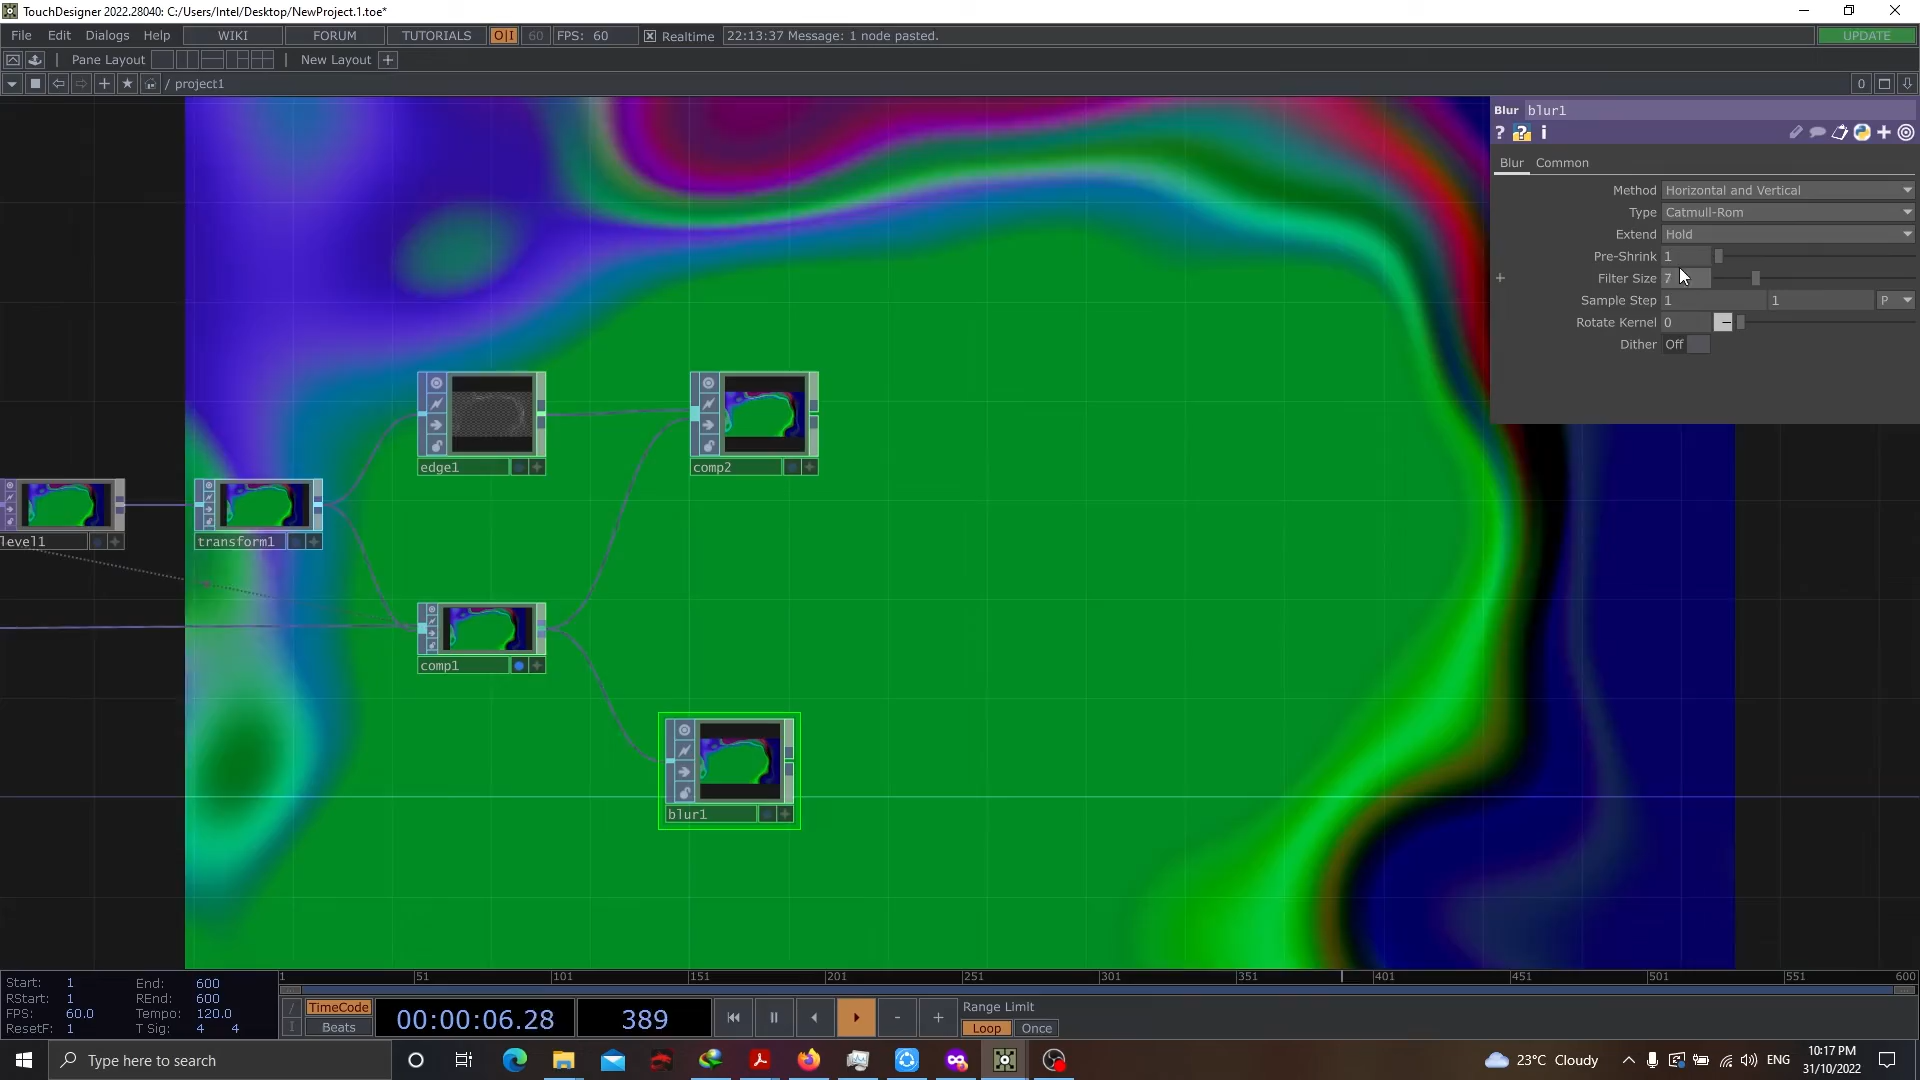 TouchDesigner 2022.28040: C:/Users/Intel/Desktop/NewProject.1.toe*
File Edit Dialogs Help WIKI FORUM TUTORIALS O|I 60 FPS: 60 Realtime 22:13:37 Message: 1 node pasted. UPDATE
Pane Layout New Layout +
/ project1 0
Blur blur1
? ? i
Blur Common
Method Horizontal and Vertical
Type Catmull-Rom
Extend Hold
Pre-Shrink 1
+ Filter Size 7
Sample Step 1 1 P
Rotate Kernel 0
Dither Off
edge1
comp2
level1
transform1
comp1
blur1
1 51 101 151 201 251 301 351 401 451 501 551 600
Start: 1 End: 600
RStart: 1 REnd: 600
FPS: 60.0 Tempo: 120.0
ResetF: 1 T Sig: 4 4
TimeCode
Beats
00:00:06.28
389
- +
Range Limit
Loop Once
Type here to search
23°C Cloudy
ENG
10:17 PM
31/10/2022